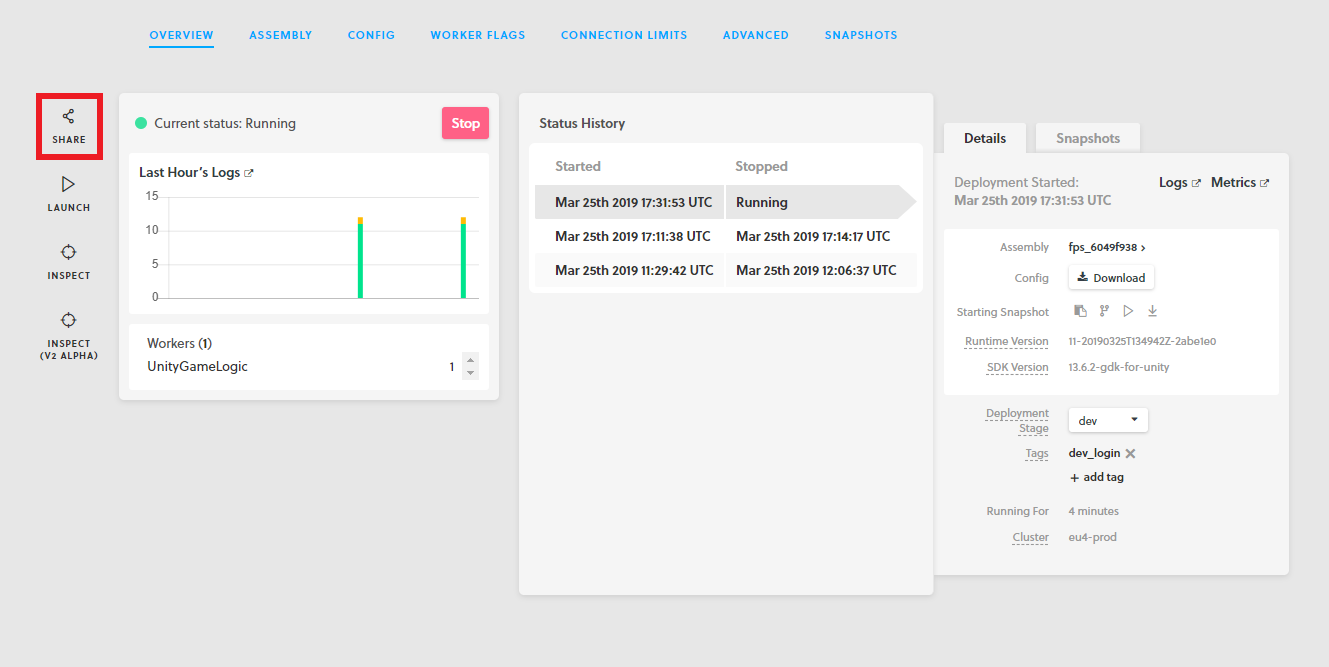 OVERVIEW ASSEMBLY CONFIG WORKER FLAGS CONNECTION LIMITS ADVANCED SNAPSHOTS
SHARE
LAUNCH
INSPECT
INSPECT
(V2 ALPHA)
Current status: Running Stop
Last Hour's Logs
15
10
5
0
Workers (1)
UnityGameLogic 1
Status History
Started Stopped
Mar 25th 2019 17:31:53 UTC Running
Mar 25th 2019 17:11:38 UTC Mar 25th 2019 17:14:17 UTC
Mar 25th 2019 11:29:42 UTC Mar 25th 2019 12:06:37 UTC
Details Snapshots
Deployment Started: Logs Metrics
Mar 25th 2019 17:31:53 UTC
Assembly fps_6049f938 >
Config Download
Starting Snapshot
Runtime Version 11-20190325T134942Z-2abe1e0
SDK Version 13.6.2-gdk-for-unity
Deployment
Stage dev
Tags dev_login ✕
+ add tag
Running For 4 minutes
Cluster eu4-prod